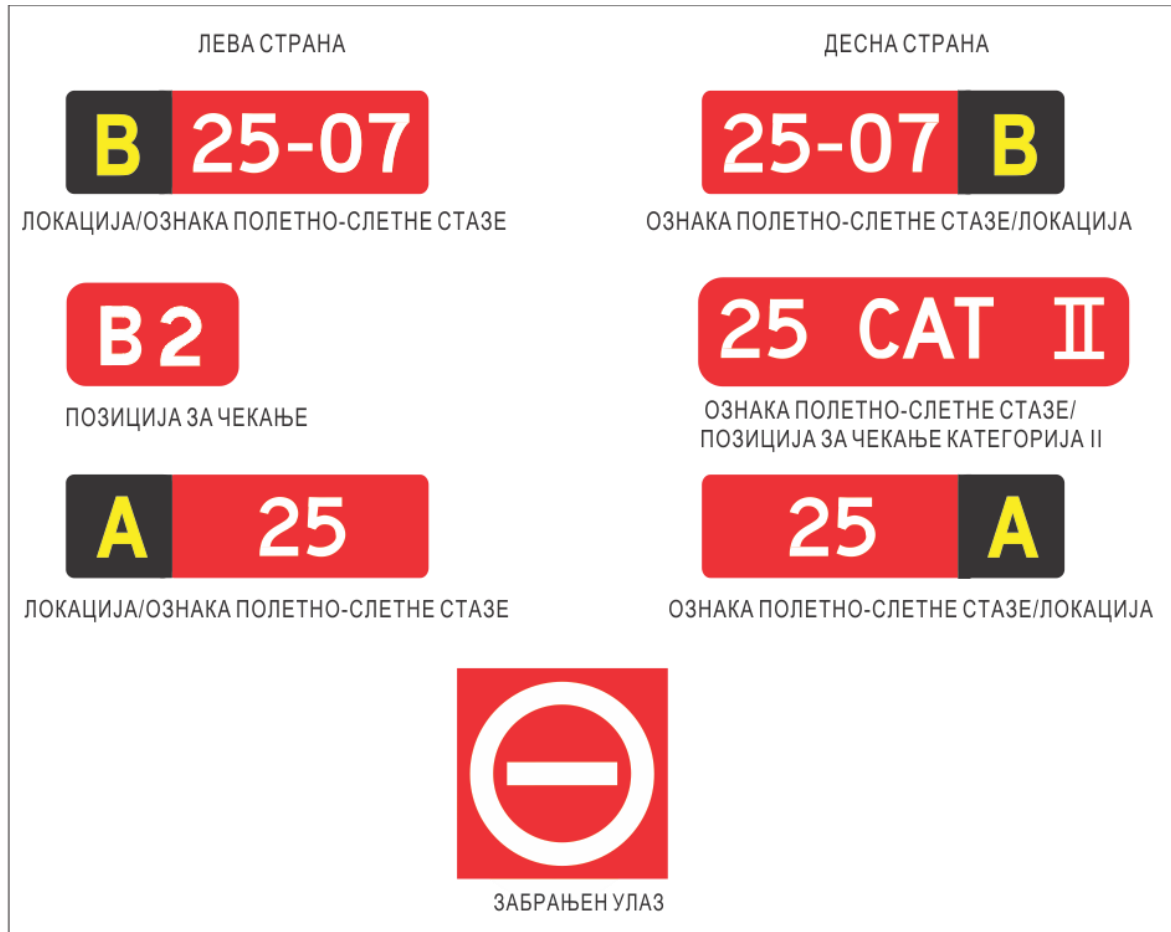 ЛЕВА СТРАНА
ДЕСНА СТРАНА
B 25-07
25-07 B
ЛОКАЦИЈА/ОЗНАКА ПОЛЕТНО-СЛЕТНЕ СТАЗЕ
ОЗНАКА ПОЛЕТНО-СЛЕТНЕ СТАЗЕ/ЛОКАЦИЈА
B2
25 CAT II
ПОЗИЦИЈА ЗА ЧЕКАЊЕ
ОЗНАКА ПОЛЕТНО-СЛЕТНЕ СТАЗЕ/
ПОЗИЦИЈА ЗА ЧЕКАЊЕ КАТЕГОРИЈА II
A 25
25 A
ЛОКАЦИЈА/ОЗНАКА ПОЛЕТНО-СЛЕТНЕ СТАЗЕ
ОЗНАКА ПОЛЕТНО-СЛЕТНЕ СТАЗЕ/ЛОКАЦИЈА
ЗАБРАЊЕН УЛАЗ